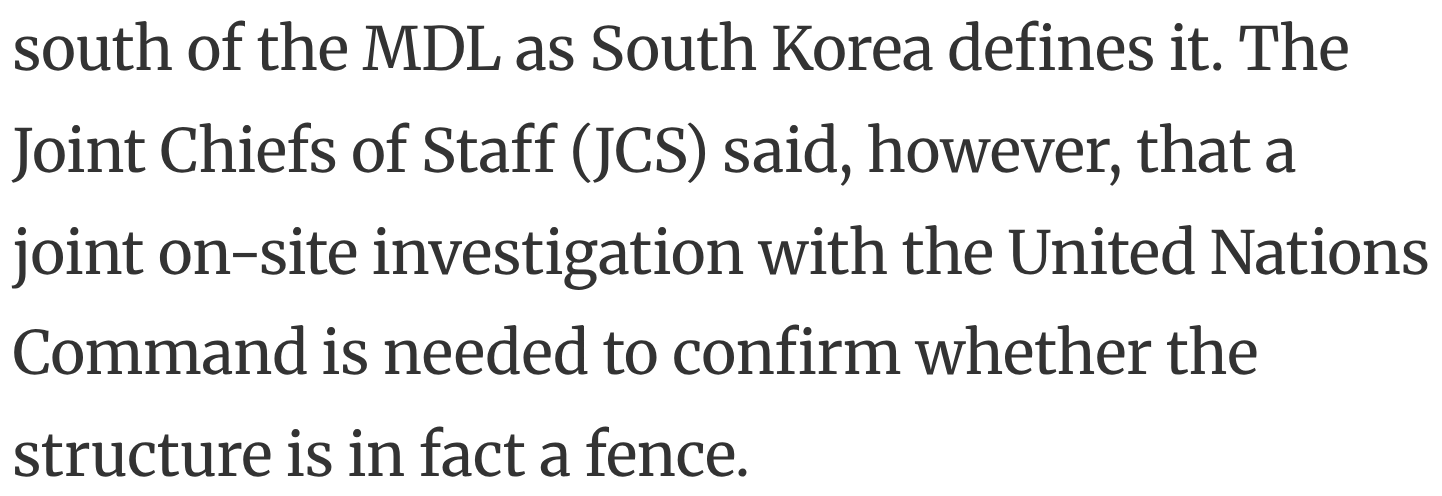 south of the MDL as South Korea defines it. The
Joint Chiefs of Staff (JCS) said, however, that a
joint on-site investigation with the United Nations
Command is needed to confirm whether the
structure is in fact a fence.